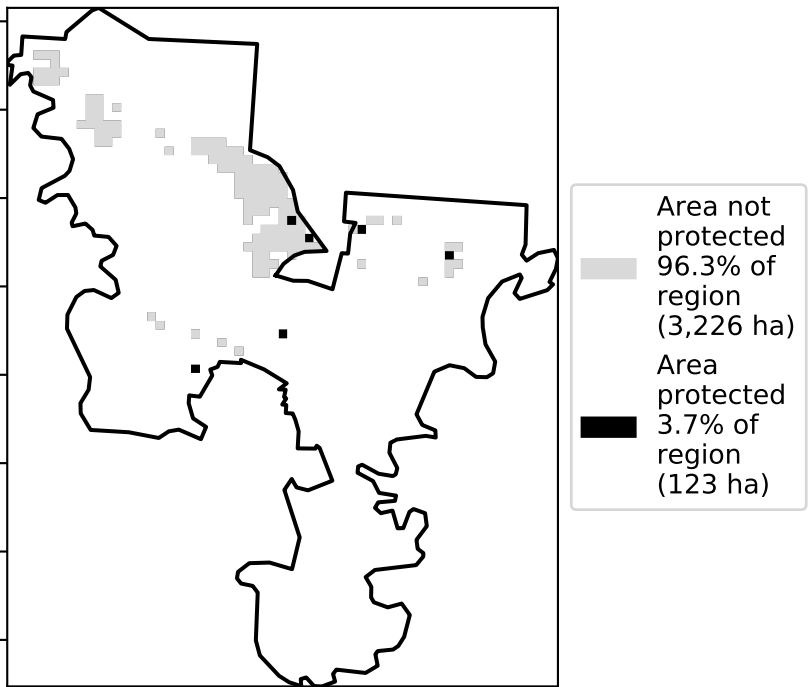 Area not
protected
96.3% of
region
(3,226 ha)
Area
protected
3.7% of
region
(123 ha)